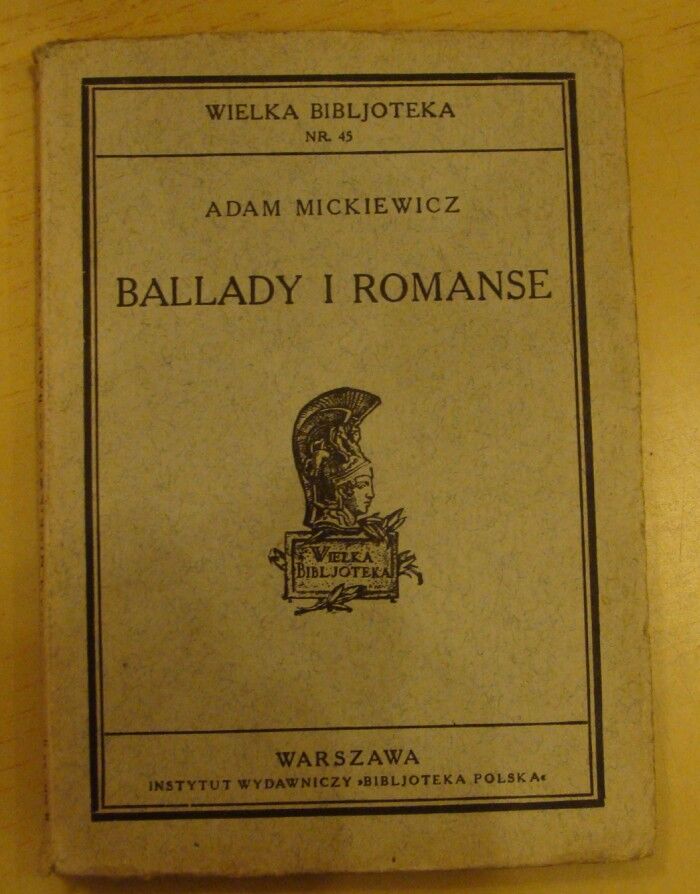 WIELKA BIBLJOTEKA
NR. 45
ADAM MICKIEWICZ
BALLADY I ROMANSE
WIELKA
BIBLJOTEKA
WARSZAWA
INSTYTUT WYDAWNICZY »BIBLJOTEKA POLSKA«